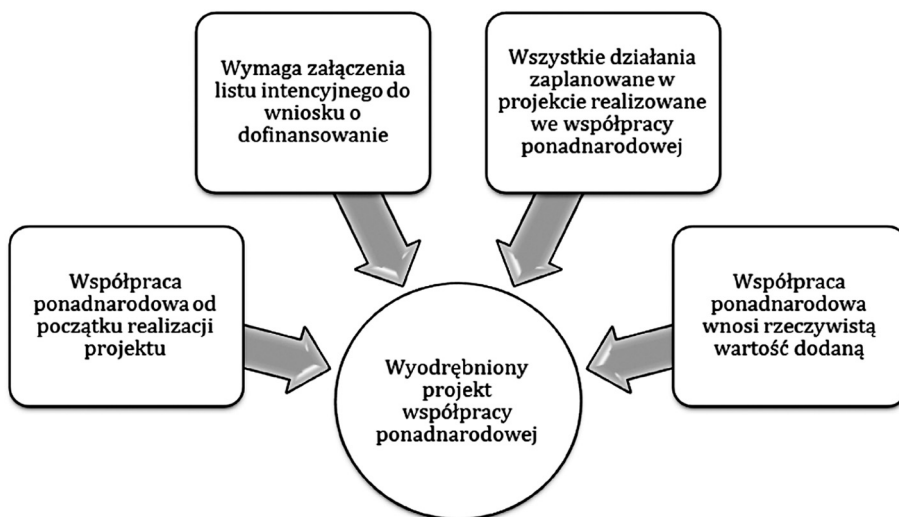 Wymaga załączenia
listu intencyjnego do
wniosku o
dofinansowanie
Wszystkie działania
zaplanowane w
projekcie realizowane
we współpracy
ponadnarodowej
Współpraca
ponadnarodowa od
początku realizacji
projektu
Współpraca
ponadnarodowa
wnosi rzeczywistą
wartość dodaną
Wyodrębniony
projekt
współpracy
ponadnarodowej